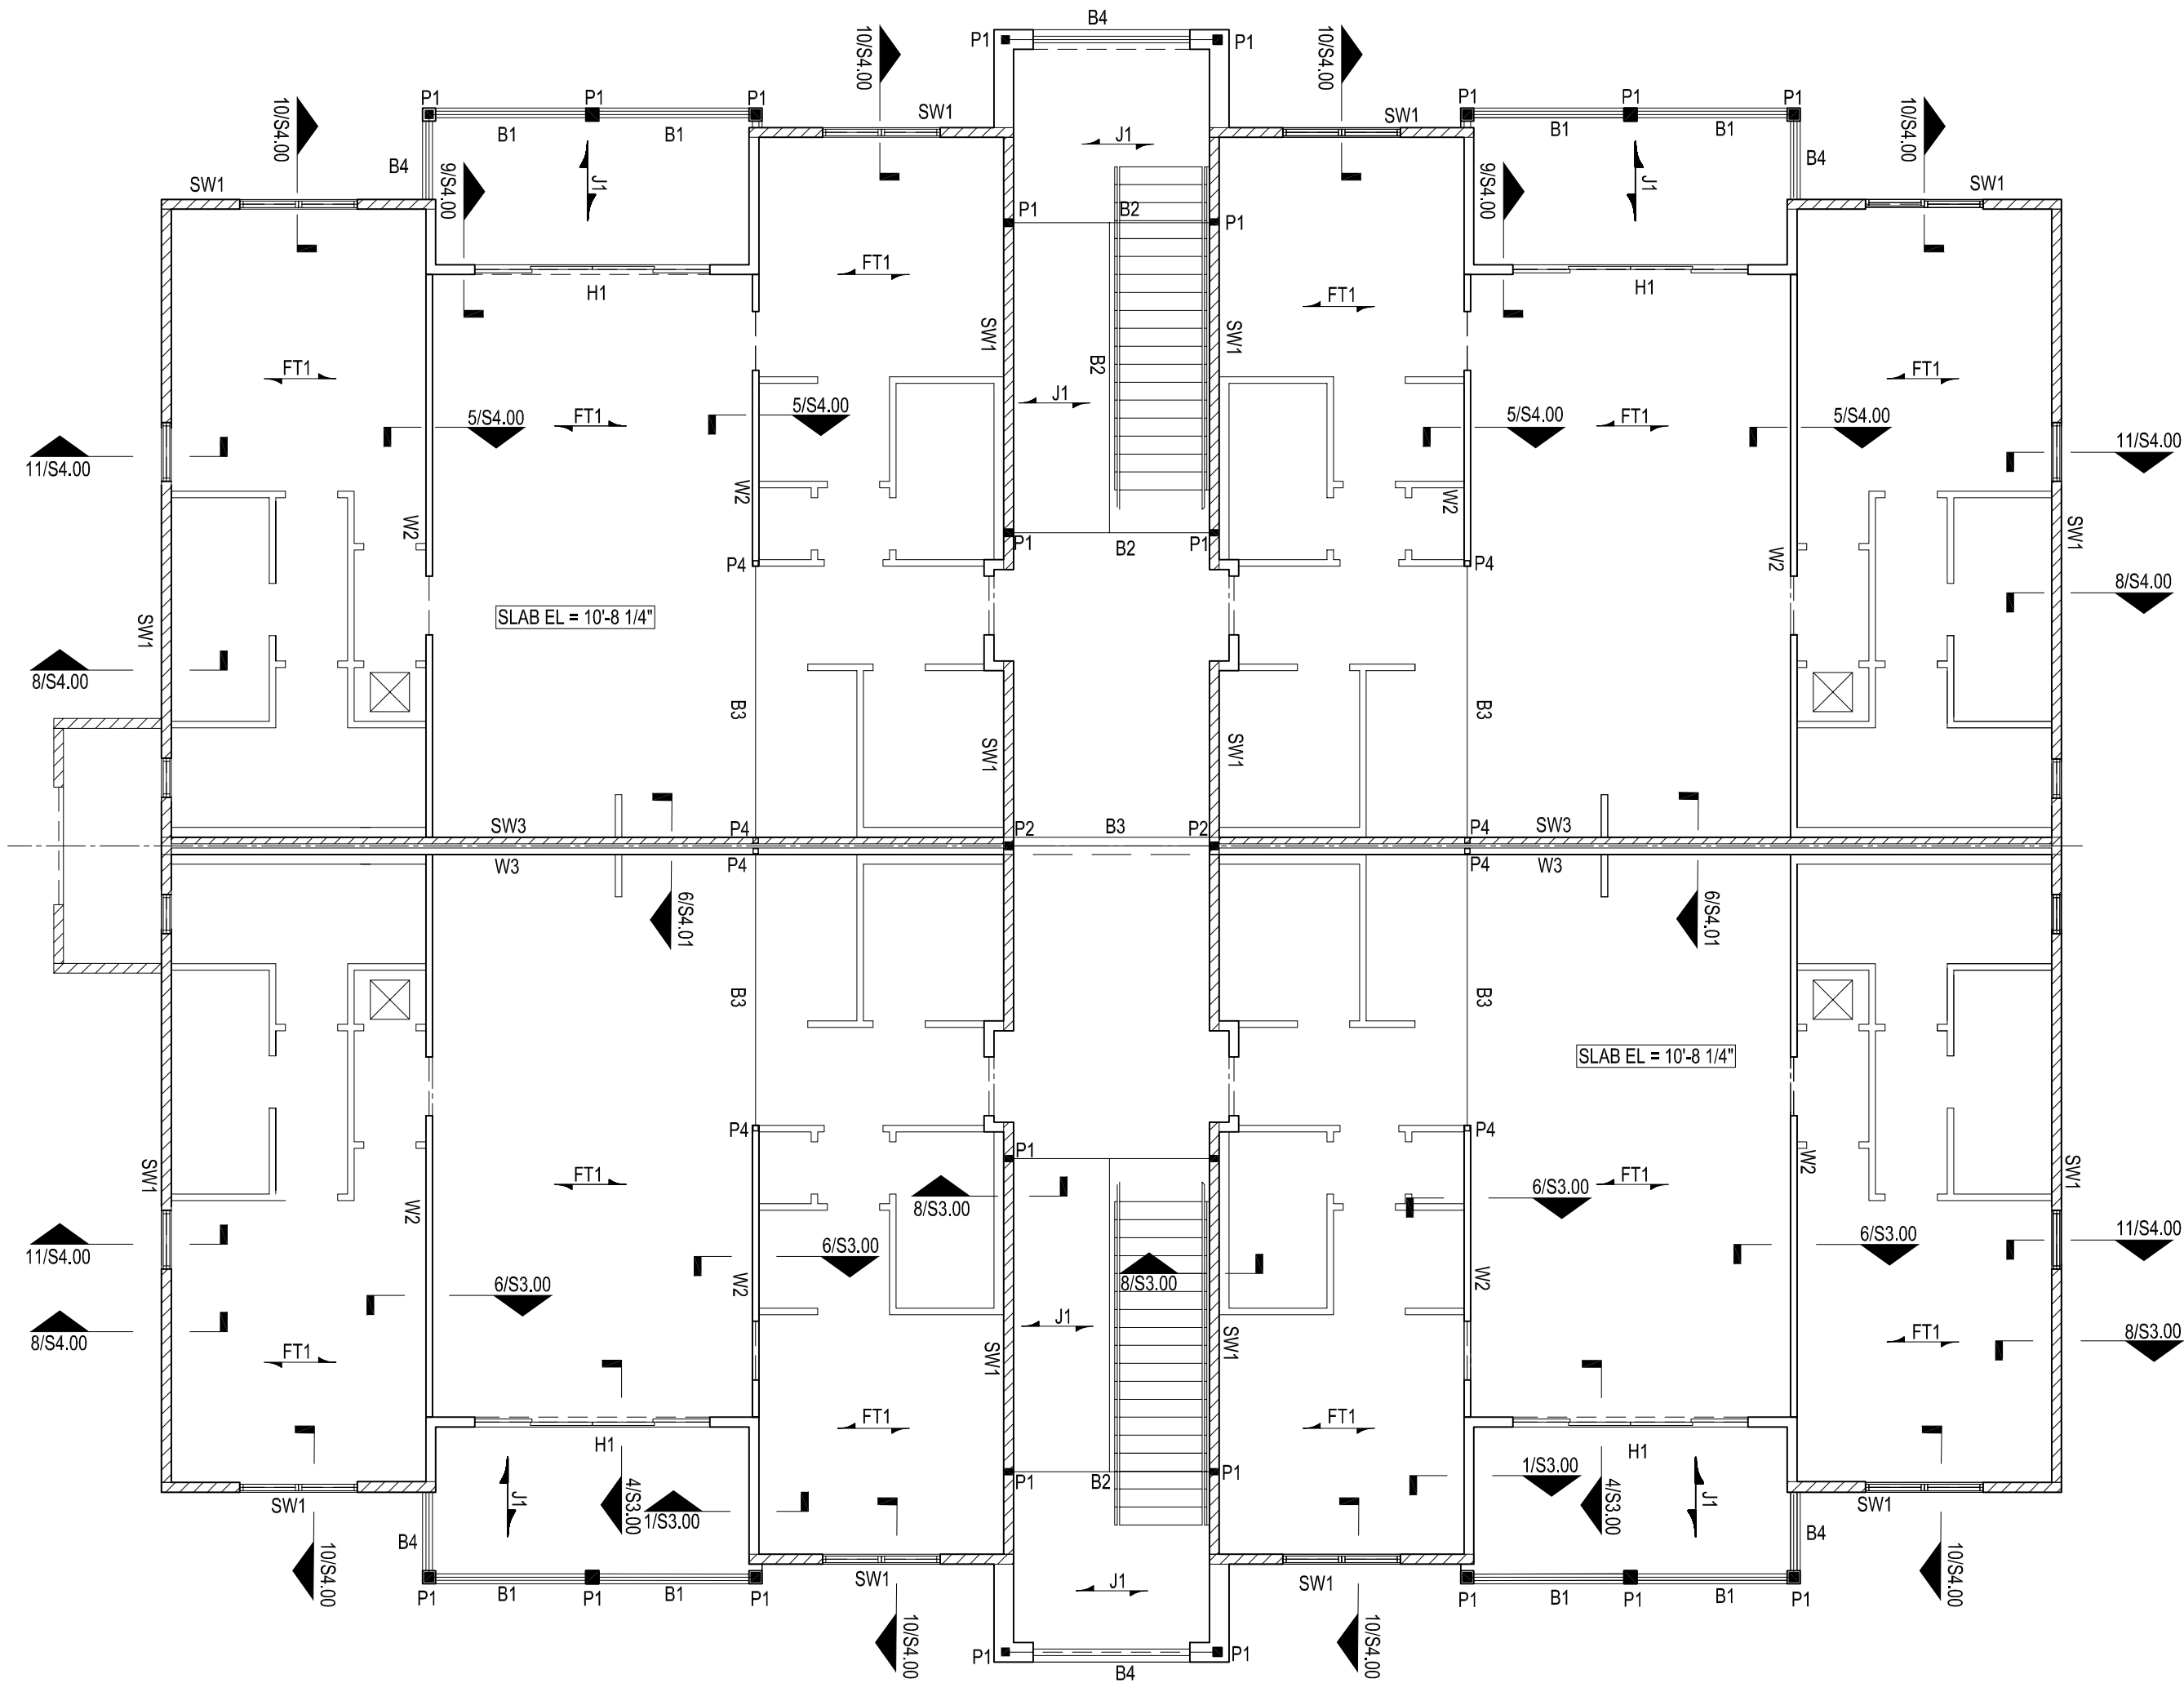 B4
P1
P1
10/S4.00
10/S4.00
P1
P1
P1
P1
P1
P1
10/S4.00
10/S4.00
SW1
SW1
B1
B1
B1
B1
J1
B4
B4
9/S4.00
9/S4.00
J1
J1
SW1
SW1
P1
B2
P1
FT1
FT1
H1
H1
SW1
SW1
B2
FT1
FT1
J1
5/S4.00
FT1
5/S4.00
5/S4.00
FT1
5/S4.00
11/S4.00
11/S4.00
W2
W2
W2
W2
SW1
P1
B2
P1
P4
P4
8/S4.00
SLAB EL = 10'-8 1/4"
SW1
8/S4.00
B3
B3
SW1
SW1
SW3
P4
P2
B3
P2
P4
SW3
W3
P4
P4
W3
6/S4.01
6/S4.01
B3
B3
SLAB EL = 10'-8 1/4"
P4
P4
P1
SW1
W2
FT1
FT1
W2
SW1
8/S3.00
6/S3.00
11/S4.00
6/S3.00
6/S3.00
11/S4.00
W2
8/S3.00
W2
6/S3.00
8/S4.00
J1
SW1
SW1
8/S3.00
FT1
FT1
FT1
FT1
H1
H1
1/S3.00
P1
B2
P1
SW1
J1
4/S3.00
1/S3.00
4/S3.00
J1
SW1
B4
B4
10/S4.00
SW1
SW1
J1
10/S4.00
P1
B1
P1
B1
P1
P1
B1
P1
B1
P1
10/S4.00
10/S4.00
P1
P1
B4